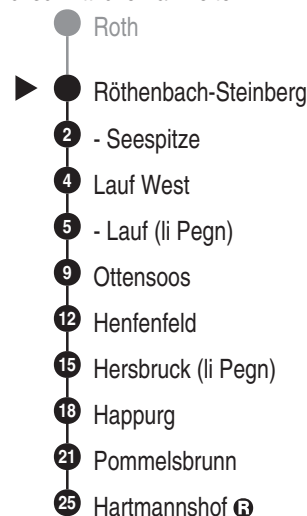 Roth
Röthenbach-Steinberg
2 - Seespitze
4 Lauf West
5 - Lauf (li Pegn)
9 Ottensoos
12 Henfenfeld
15 Hersbruck (li Pegn)
18 Happurg
21 Pommelsbrunn
25 Hartmannshof R